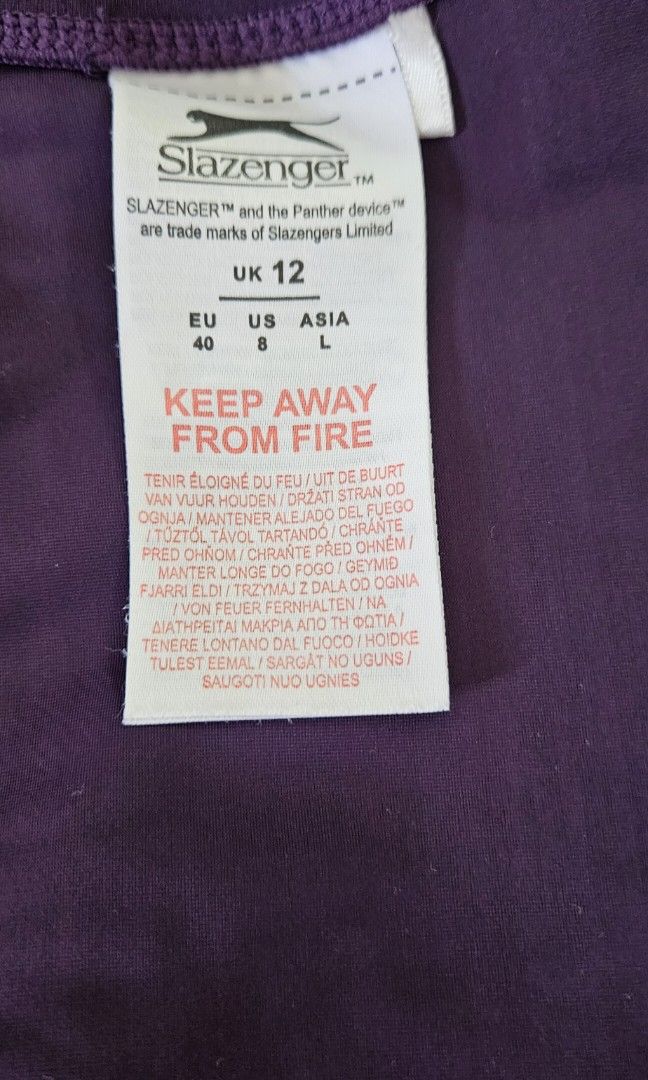 Slazenger™
SLAZENGER™ and the Panther device™
are trade marks of Slazengers Limited
UK 12
EU US ASIA
40 8 L
KEEP AWAY
FROM FIRE
TENIR ÉLOIGNÉ DU FEU / UIT DE BUURT
VAN VUUR HOUDEN / DRŽATI STRAN OD
OGNJA / MANTENER ALEJADO DEL FUEGO
/ TŰZTŐL TÁVOL TARTANDÓ / CHRÁŇTE
PRED OHŇOM / CHRAŇTE PŘED OHNĚM /
MANTER LONGE DO FOGO / GEYMIÐ
FJARRI ELDI / TRZYMAJ Z DALA OD OGNIA
/ VON FEUER FERNHALTEN / NA
ΔΙΑΤΗΡΕΙΤΑΙ ΜΑΚΡΙΑ ΑΠΟ ΤΗ ΦΩΤΙΑ /
TENERE LONTANO DAL FUOCO / HOIDKE
TULEST EEMAL / SARGĀT NO UGUNS /
SAUGOTI NUO UGNIES